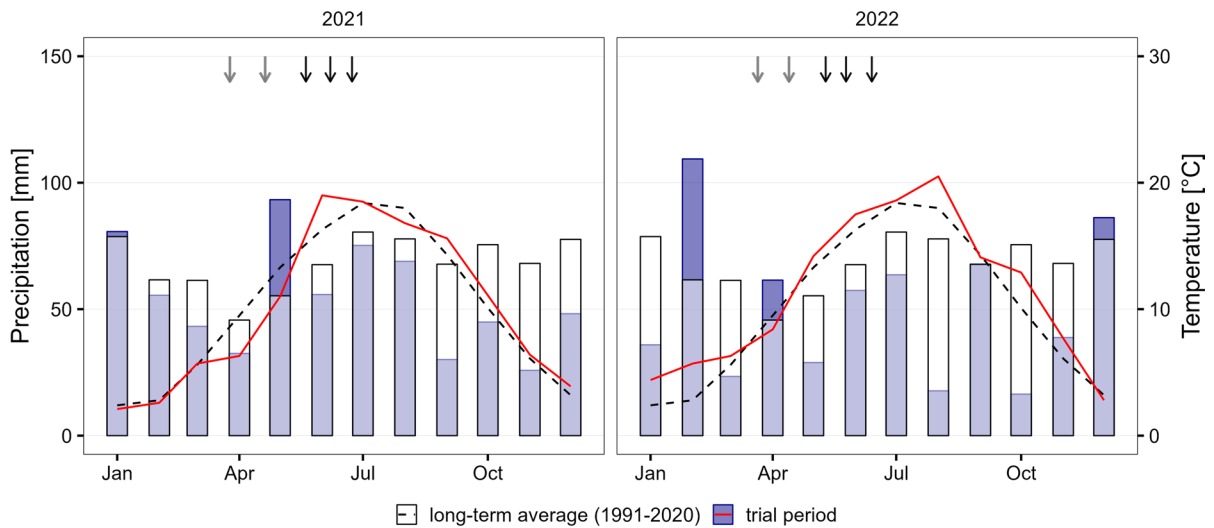 2021 2022
150 30
100 20
50 10
0 0
Precipitation [mm]
Temperature [°C]
Jan Apr Jul Oct Jan Apr Jul Oct
long-term average (1991-2020) trial period